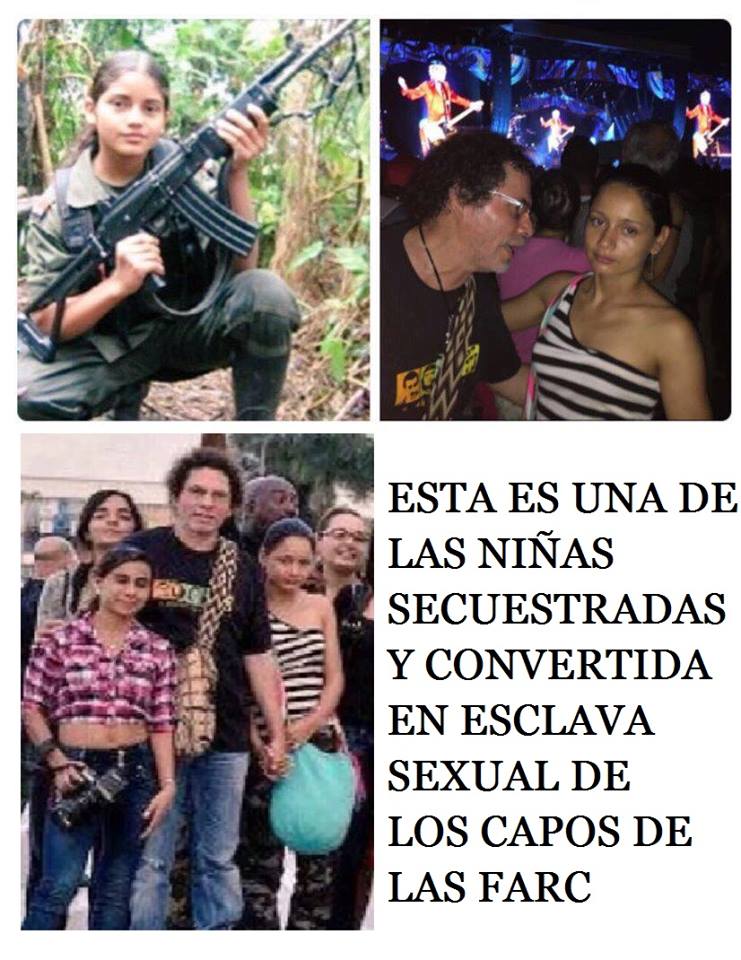 ESTA ES UNA DE
LAS NIÑAS
SECUESTRADAS
Y CONVERTIDA
EN ESCLAVA
SEXUAL DE
LOS CAPOS DE
LAS FARC